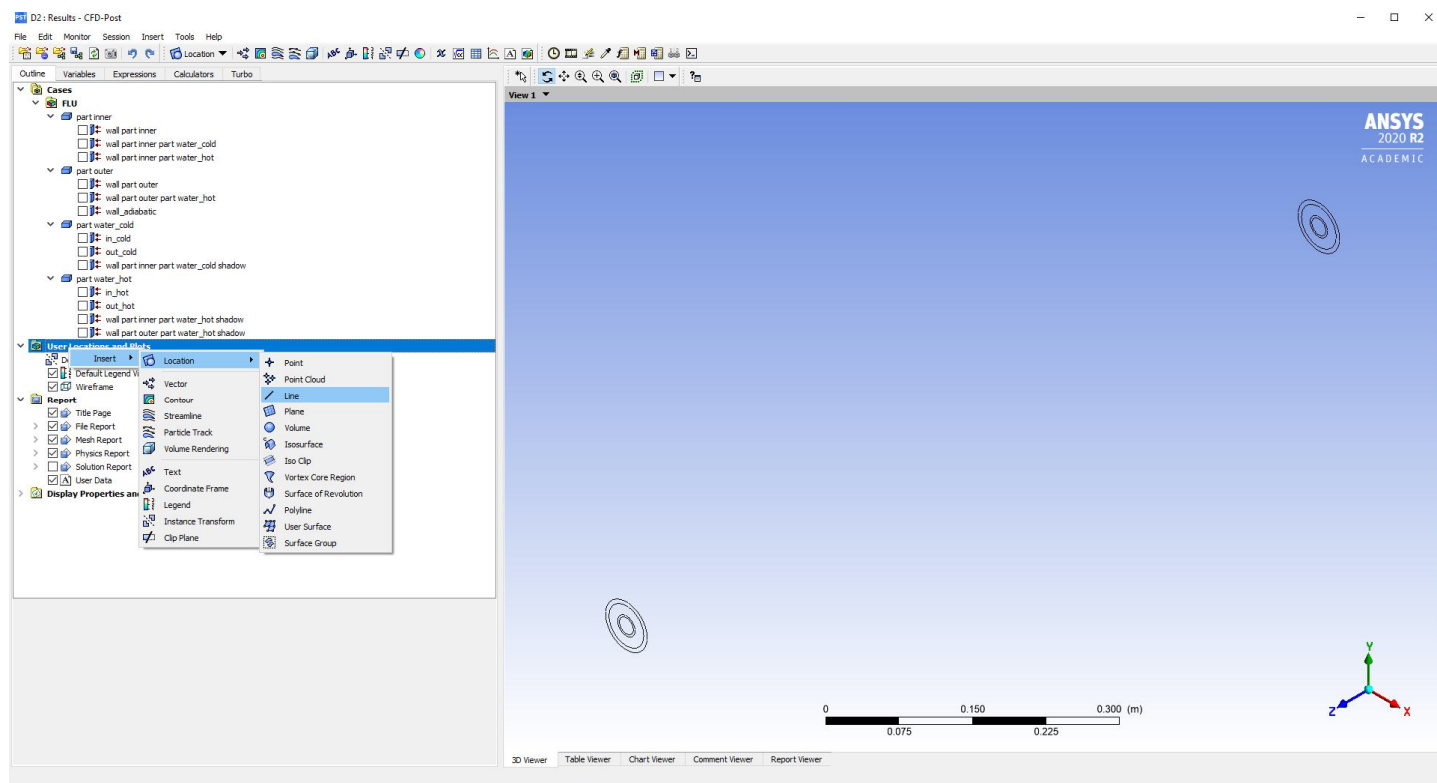 D2 : Results - CFD-Post
File Edit Monitor Session Insert Tools Help
Location
Outline Variables Expressions Calculators Turbo
Cases
FLU
part inner
wall part inner
wall part inner part water_cold
wall part inner part water_hot
part outer
wall part outer
wall part outer part water_hot
wall_adiabatic
part water_cold
in_cold
out_cold
wall part inner part water_cold shadow
part water_hot
in_hot
out_hot
wall part inner part water_hot shadow
wall part outer part water_hot shadow
User Locations and Plots
Default Legend
Wireframe
Report
Title Page
File Report
Mesh Report
Physics Report
Solution Report
User Data
Display Properties
Insert
Location
Vector
Contour
Streamline
Particle Track
Volume Rendering
Text
Coordinate Frame
Legend
Instance Transform
Clip Plane
Point
Point Cloud
Line
Plane
Volume
Isosurface
Iso Clip
Vortex Core Region
Surface of Revolution
Polyline
User Surface
Surface Group
View 1
ANSYS
2020 R2
ACADEMIC
Y
Z X
0 0.150 0.300 (m)
0.075 0.225
3D Viewer Table Viewer Chart Viewer Comment Viewer Report Viewer